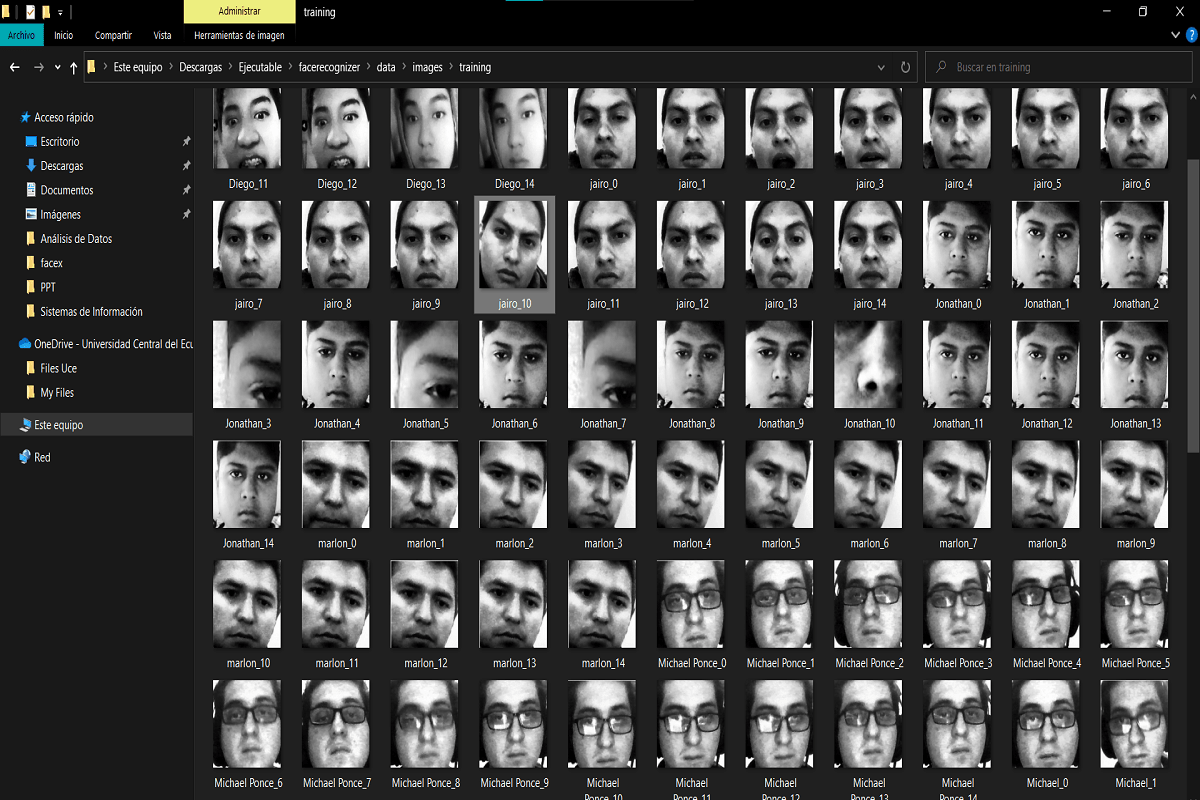 Administrar
training
Archivo
Inicio
Compartir
Vista
Herramientas de imagen
Este equipo > Descargas > Ejecutable > facerecognizer > data > images > training
Buscar en training
Acceso rápido
Escritorio
Descargas
Documentos
Imágenes
Análisis de Datos
facex
PPT
Sistemas de Información
OneDrive - Universidad Central del Ecu
Files Uce
My Files
Este equipo
Red
Diego_11 Diego_12 Diego_13 Diego_14 jairo_0 jairo_1 jairo_2 jairo_3 jairo_4 jairo_5 jairo_6
jairo_7 jairo_8 jairo_9 jairo_10 jairo_11 jairo_12 jairo_13 jairo_14 Jonathan_0 Jonathan_1 Jonathan_2
Jonathan_3 Jonathan_4 Jonathan_5 Jonathan_6 Jonathan_7 Jonathan_8 Jonathan_9 Jonathan_10 Jonathan_11 Jonathan_12 Jonathan_13
Jonathan_14 marlon_0 marlon_1 marlon_2 marlon_3 marlon_4 marlon_5 marlon_6 marlon_7 marlon_8 marlon_9
marlon_10 marlon_11 marlon_12 marlon_13 marlon_14 Michael Ponce_0 Michael Ponce_1 Michael Ponce_2 Michael Ponce_3 Michael Ponce_4 Michael Ponce_5
Michael Ponce_6 Michael Ponce_7 Michael Ponce_8 Michael Ponce_9 Michael Michael Michael Michael Michael Michael_0 Michael_1
Ponce_10 Ponce_11 Ponce_12 Ponce_13 Ponce_14